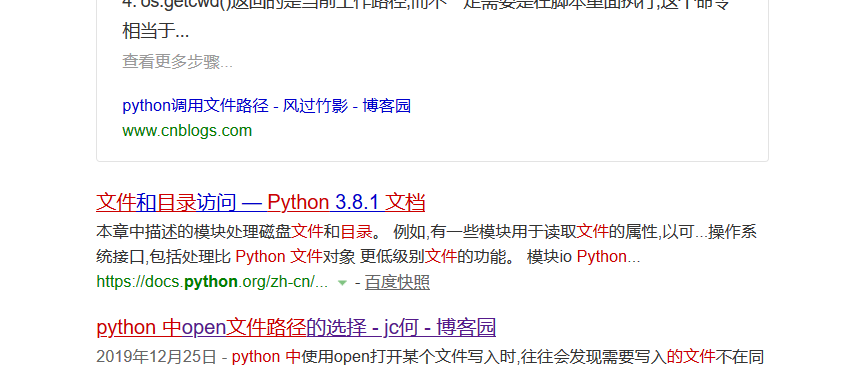 4. os.getcwd()返回的是当前工作路径,而不一定需要是在脚本里面执行,这个命令
相当于...
查看更多步骤...
python调用文件路径 - 风过竹影 - 博客园
www.cnblogs.com
文件和目录访问 — Python 3.8.1 文档
本章中描述的模块处理磁盘文件和目录。 例如,有一些模块用于读取文件的属性,以可...操作系
统接口,包括处理比 Python 文件对象 更低级别文件的功能。 模块io Python...
https://docs.python.org/zh-cn/... - 百度快照
python 中open文件路径的选择 - jc何 - 博客园
2019年12月25日 - python 中使用open打开某个文件写入时,往往会发现需要写入的文件不在同